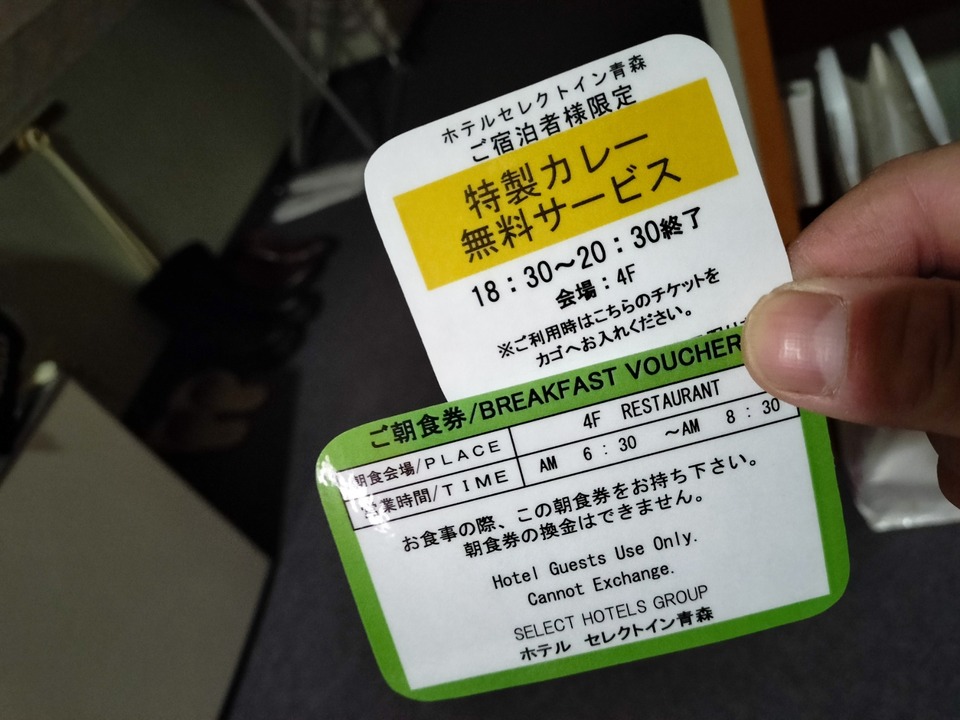 ホテルセレクトイン青森
ご宿泊者様限定
特製カレー
無料サービス
18：30～20：30終了
会場：4F
※ご利用時はこちらのチケットを
カゴへお入れください。
ご朝食券/BREAKFAST VOUCHER
朝食会場/PLACE 4F RESTAURANT
営業時間/TIME AM 6：30 ～AM 8：30
お食事の際、この朝食券をお持ち下さい。
朝食券の換金はできません。
Hotel Guests Use Only.
Cannot Exchange.
SELECT HOTELS GROUP
ホテル セレクトイン青森